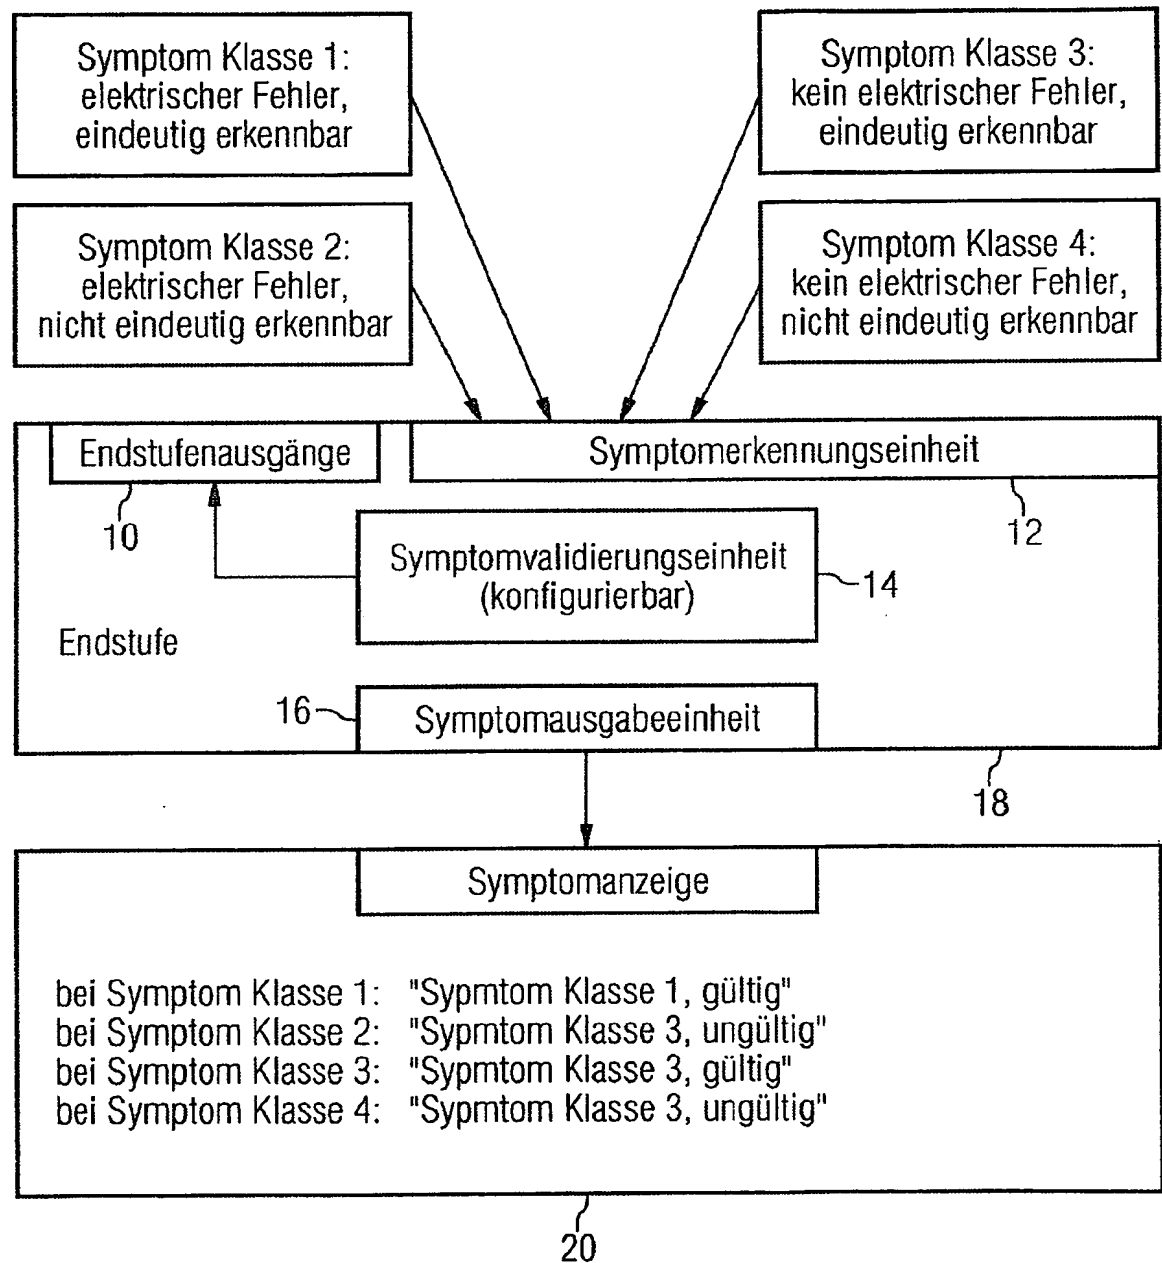 Symptom Klasse 1:
elektrischer Fehler,
eindeutig erkennbar
Symptom Klasse 3:
kein elektrischer Fehler,
eindeutig erkennbar
Symptom Klasse 2:
elektrischer Fehler,
nicht eindeutig erkennbar
Symptom Klasse 4:
kein elektrischer Fehler,
nicht eindeutig erkennbar
Endstufenausgänge
Symptomerkennungseinheit
10
12
Symptomvalidierungseinheit
(konfigurierbar)
14
Endstufe
16
Symptomausgabeeinheit
18
Symptomanzeige
bei Symptom Klasse 1: "Sypmtom Klasse 1, gültig"
bei Symptom Klasse 2: "Sypmtom Klasse 3, ungültig"
bei Symptom Klasse 3: "Sypmtom Klasse 3, gültig"
bei Symptom Klasse 4: "Sypmtom Klasse 3, ungültig"
20